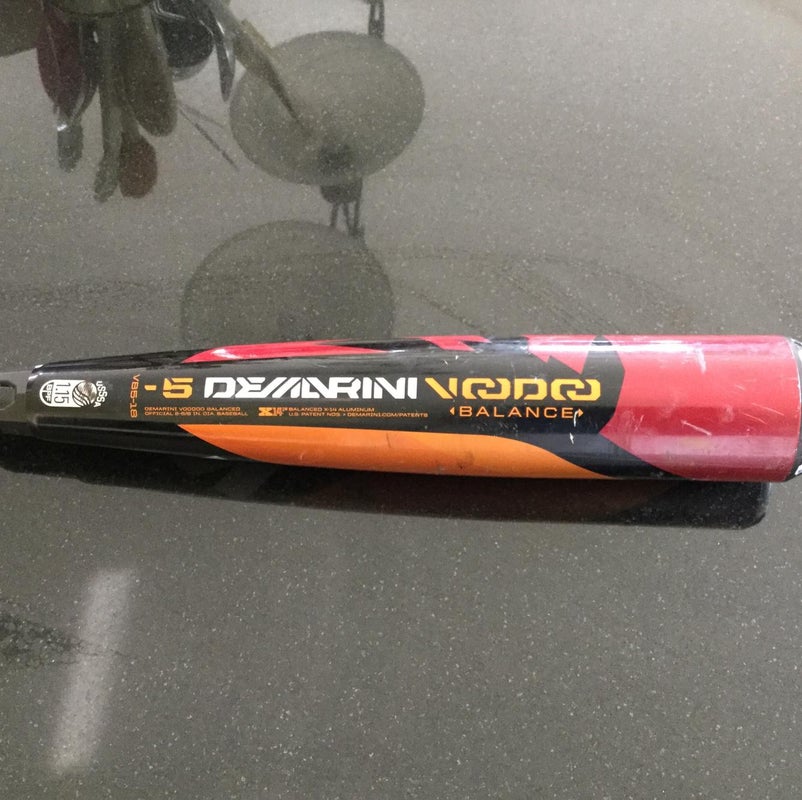 USSSA
1.15
BPF
VB5-18
-5 DEMARINI VOODOO
BALANCE
DEMARINI VOODOO BALANCED
OFFICIAL 2-5/8 IN DIA. BASEBALL
X14 BALANCED X-14 ALUMINUM
U.S. PATENT NOS. > DEMARINI.COM/PATENTS